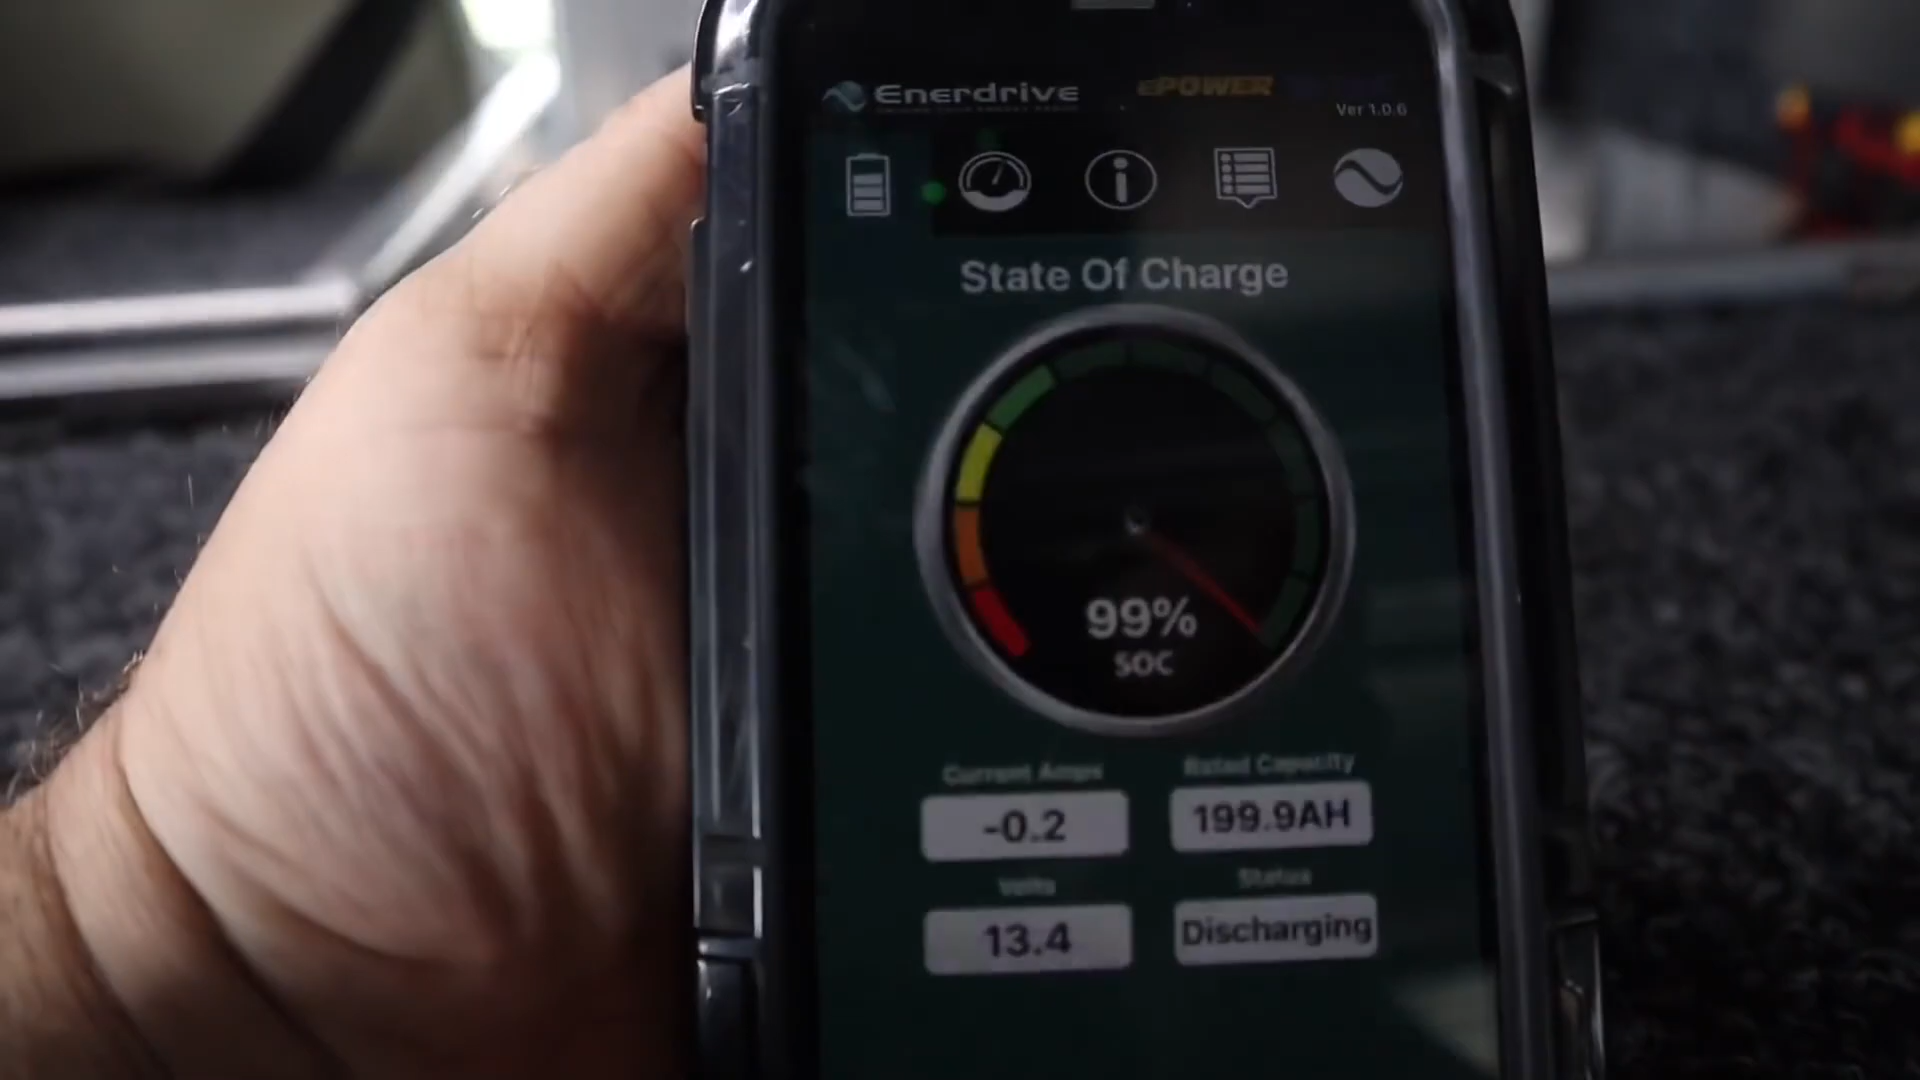 Enerdrive
ePOWER
Ver 1.0.6
State Of Charge
99%
SOC
Current Amps
Rated Capacity
-0.2
199.9AH
Volts
Status
13.4
Discharging